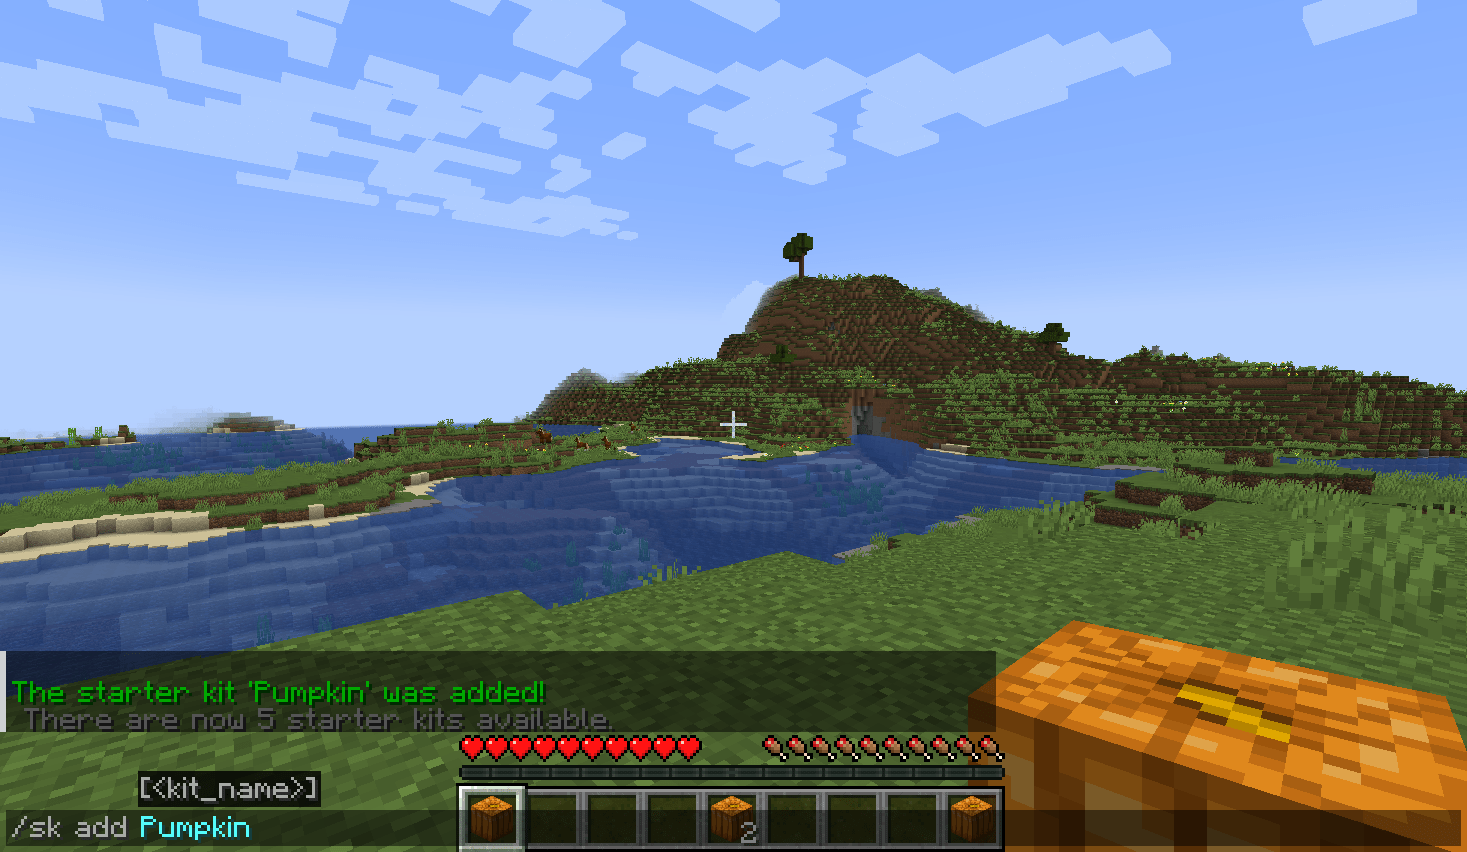 The starter kit 'Pumpkin' was added!
There are now 5 starter kits available.
[<kit_name>]
/sk add Pumpkin
2